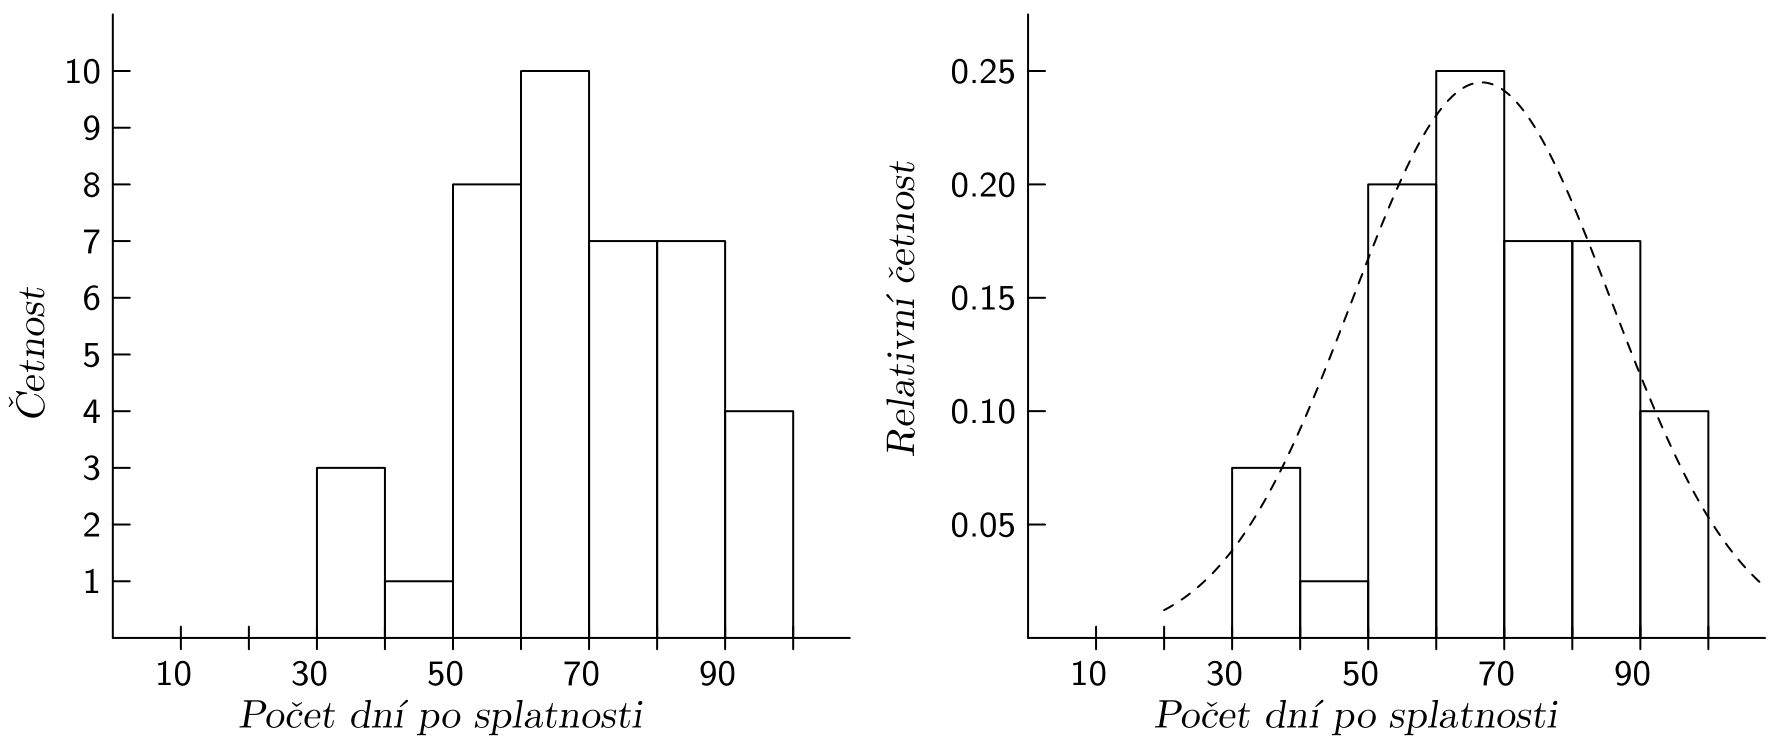 10
9
8
7
6
5
4
3
2
1
Četnost
10 30 50 70 90
Počet dní po splatnosti
0.25
0.20
0.15
0.10
0.05
Relativní četnost
10 30 50 70 90
Počet dní po splatnosti